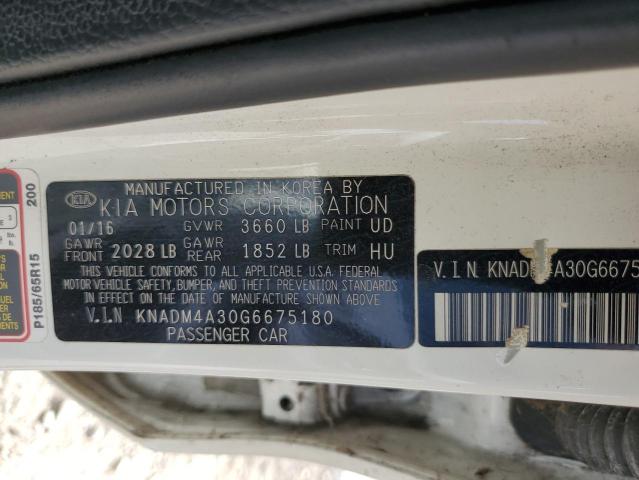 MANUFACTURED IN KOREA BY
KIA KIA MOTORS CORPORATION
01/16 GVWR 3660 LB PAINT UD
GAWR FRONT 2028 LB GAWR REAR 1852 LB TRIM HU
THIS VEHICLE CONFORMS TO ALL APPLICABLE U.S.A. FEDERAL
MOTOR VEHICLE SAFETY, BUMPER, AND THEFT PREVENTION STANDARDS
IN EFFECT ON THE DATE OF MANUFACTURE SHOWN ABOVE.
V.I.N KNADM4A30G6675180
PASSENGER CAR
V.I.N KNADM4A30G6675
P185/65R15 200